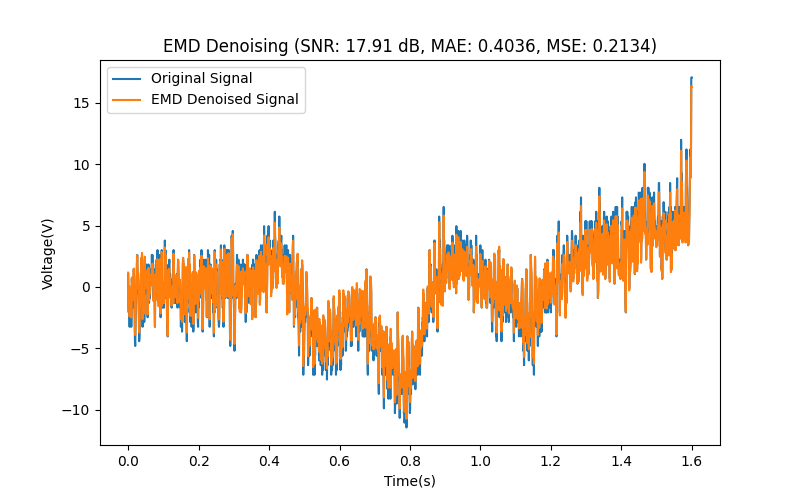 EMD Denoising (SNR: 17.91 dB, MAE: 0.4036, MSE: 0.2134)
Original Signal
EMD Denoised Signal
Voltage(V)
15
10
5
0
−5
−10
0.0 0.2 0.4 0.6 0.8 1.0 1.2 1.4 1.6
Time(s)